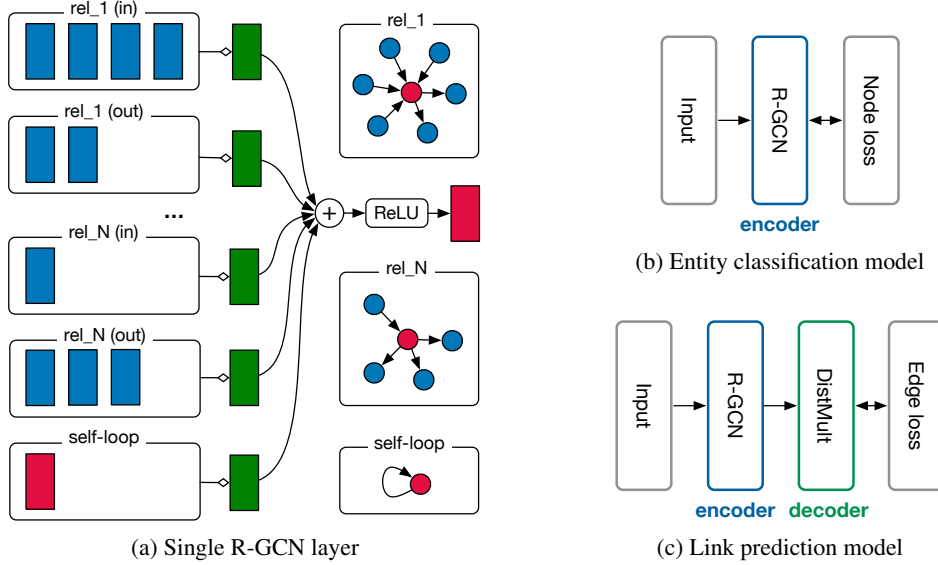 rel_1 (in)
rel_1 (out)
...
rel_N (in)
rel_N (out)
self-loop
+
ReLU
rel_1
rel_N
self-loop
(a) Single R-GCN layer
Input
R-GCN
Node loss
encoder
(b) Entity classification model
Input
R-GCN
DistMult
Edge loss
encoder
decoder
(c) Link prediction model